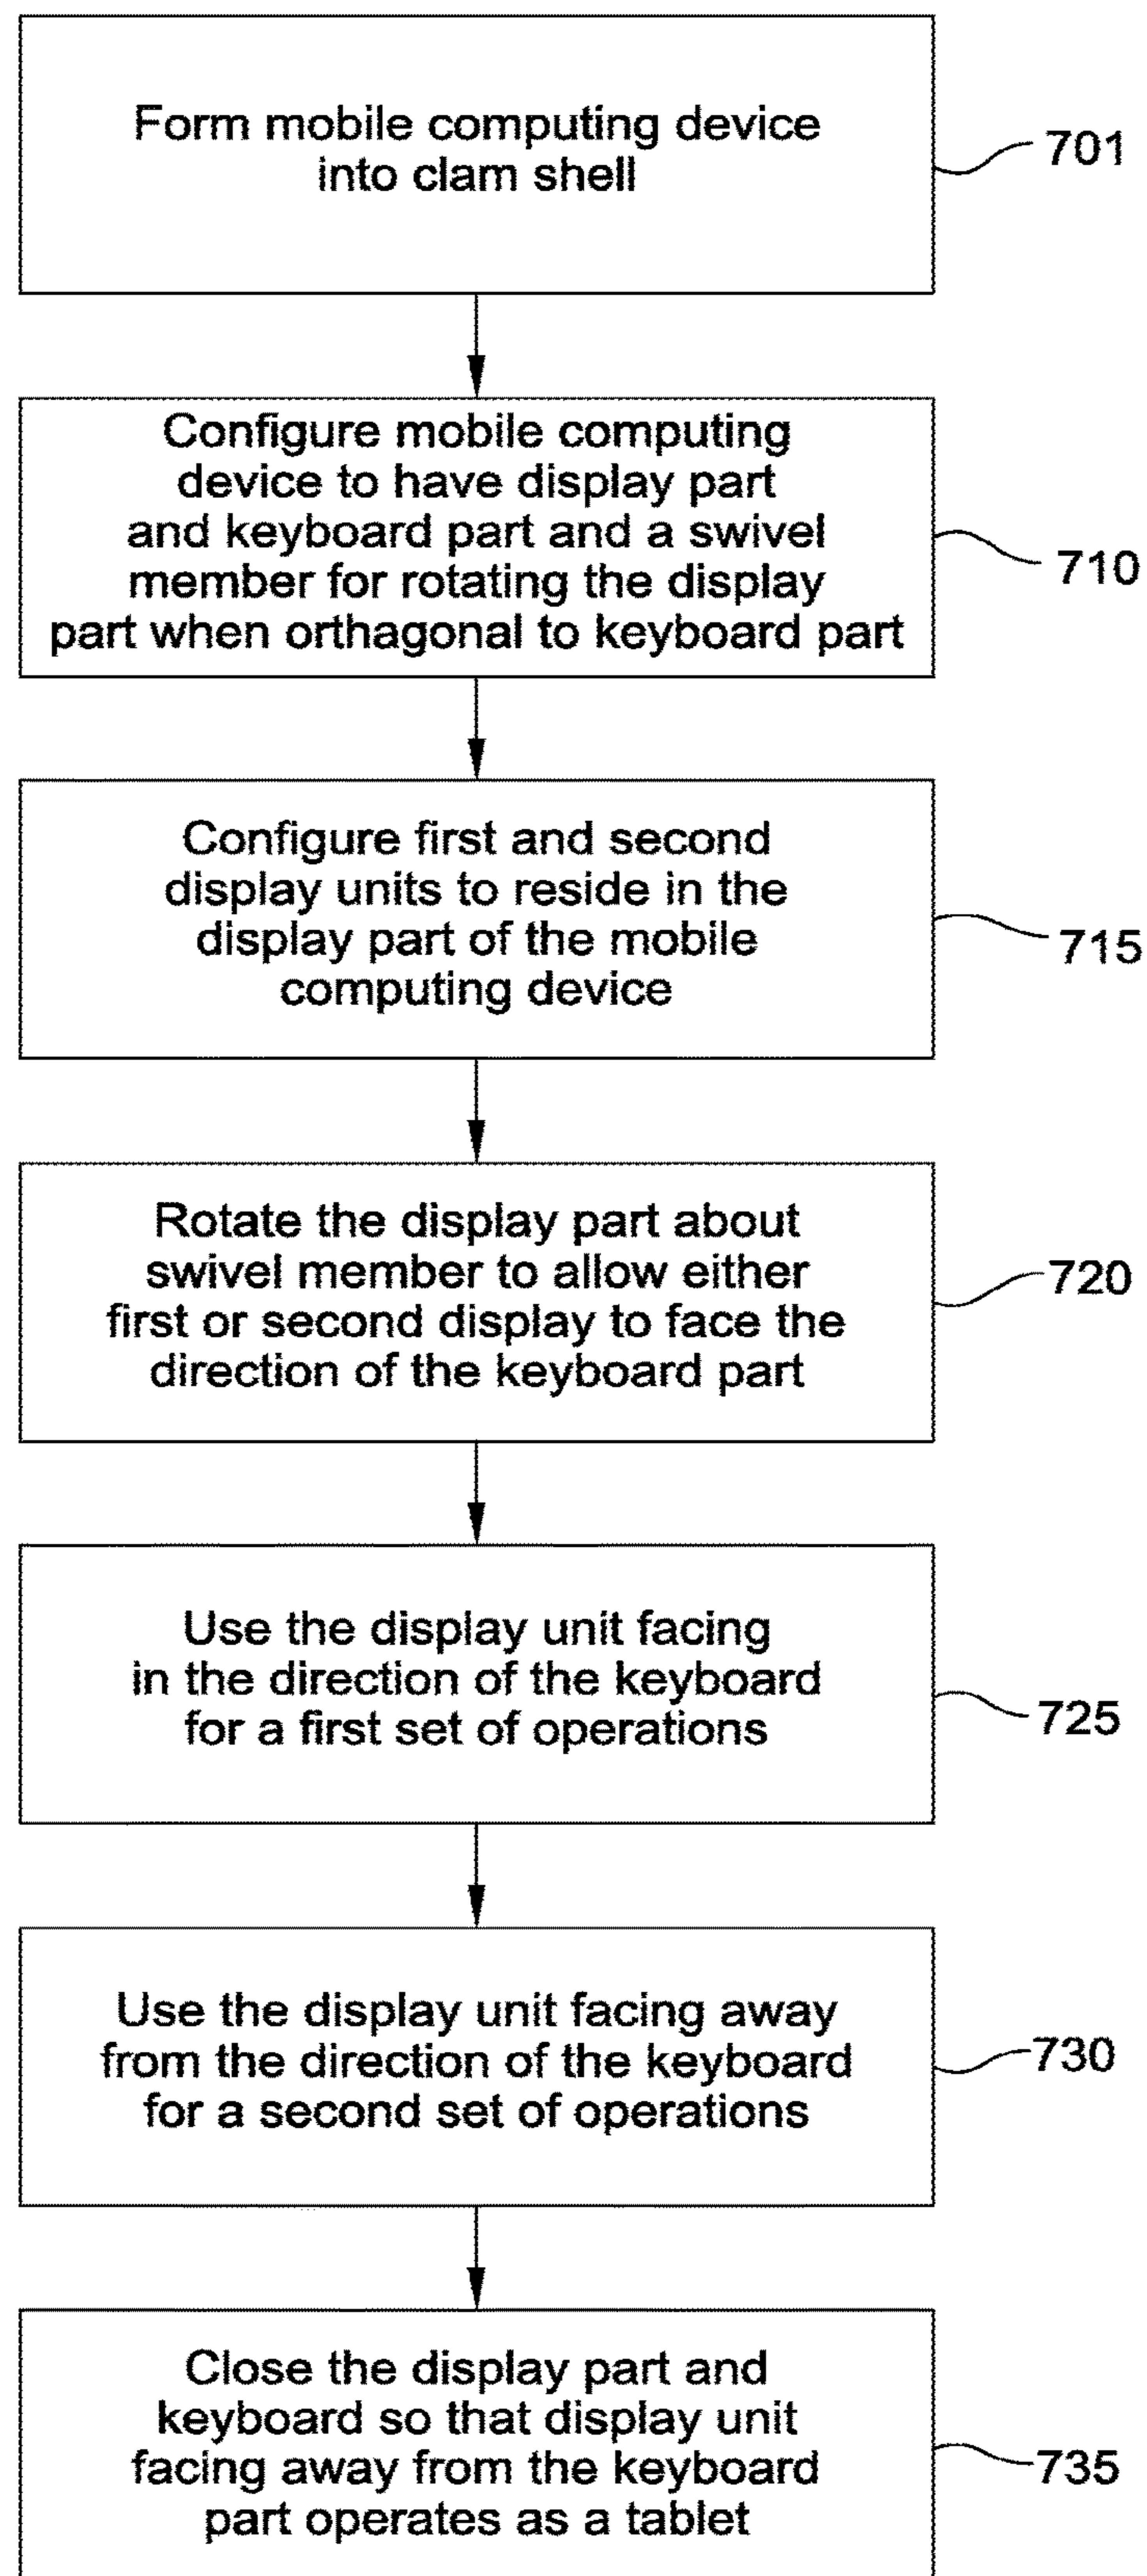 Form mobile computing device
into clam shell
701
Configure mobile computing
device to have display part
and keyboard part and a swivel
member for rotating the display
part when orthagonal to keyboard part
710
Configure first and second
display units to reside in the
display part of the mobile
computing device
715
Rotate the display part about
swivel member to allow either
first or second display to face the
direction of the keyboard part
720
Use the display unit facing
in the direction of the keyboard
for a first set of operations
725
Use the display unit facing away
from the direction of the keyboard
for a second set of operations
730
Close the display part and
keyboard so that display unit
facing away from the keyboard
part operates as a tablet
735